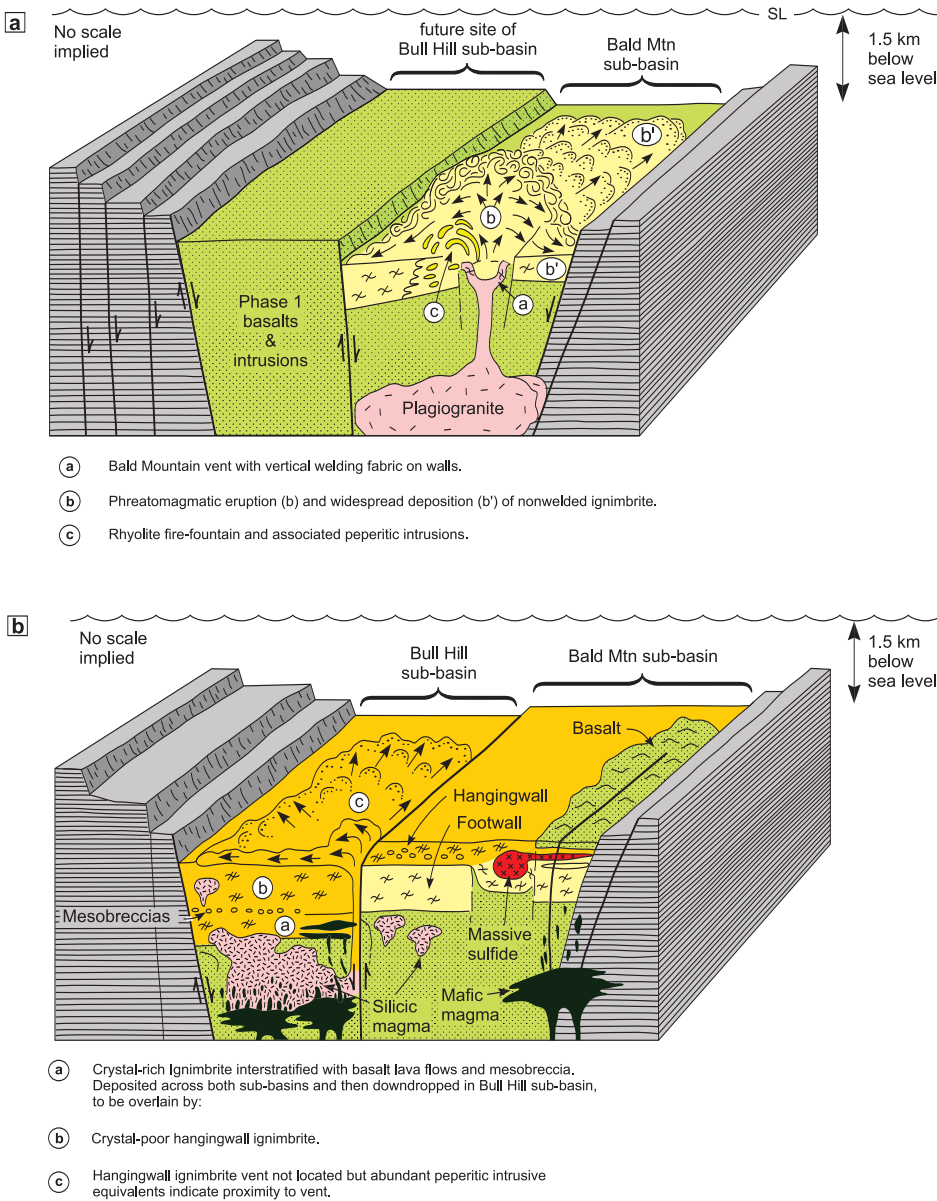 a
SL
No scale
implied
future site of
Bull Hill sub-basin
Bald Mtn
sub-basin
1.5 km
below
sea level
b'
b
b'
a
c
Phase 1
basalts
&
intrusions
Plagiogranite
a Bald Mountain vent with vertical welding fabric on walls.
b Phreatomagmatic eruption (b) and widespread deposition (b') of nonwelded ignimbrite.
c Rhyolite fire-fountain and associated peperitic intrusions.
b
No scale
implied
Bull Hill
sub-basin
Bald Mtn sub-basin
1.5 km
below
sea level
Basalt
Hangingwall
Footwall
c
b
Mesobreccias
a
Massive
sulfide
Silicic
magma
Mafic
magma
a Crystal-rich Ignimbrite interstratified with basalt lava flows and mesobreccia.
Deposited across both sub-basins and then downdropped in Bull Hill sub-basin,
to be overlain by:
b Crystal-poor hangingwall ignimbrite.
c Hangingwall ignimbrite vent not located but abundant peperitic intrusive
equivalents indicate proximity to vent.